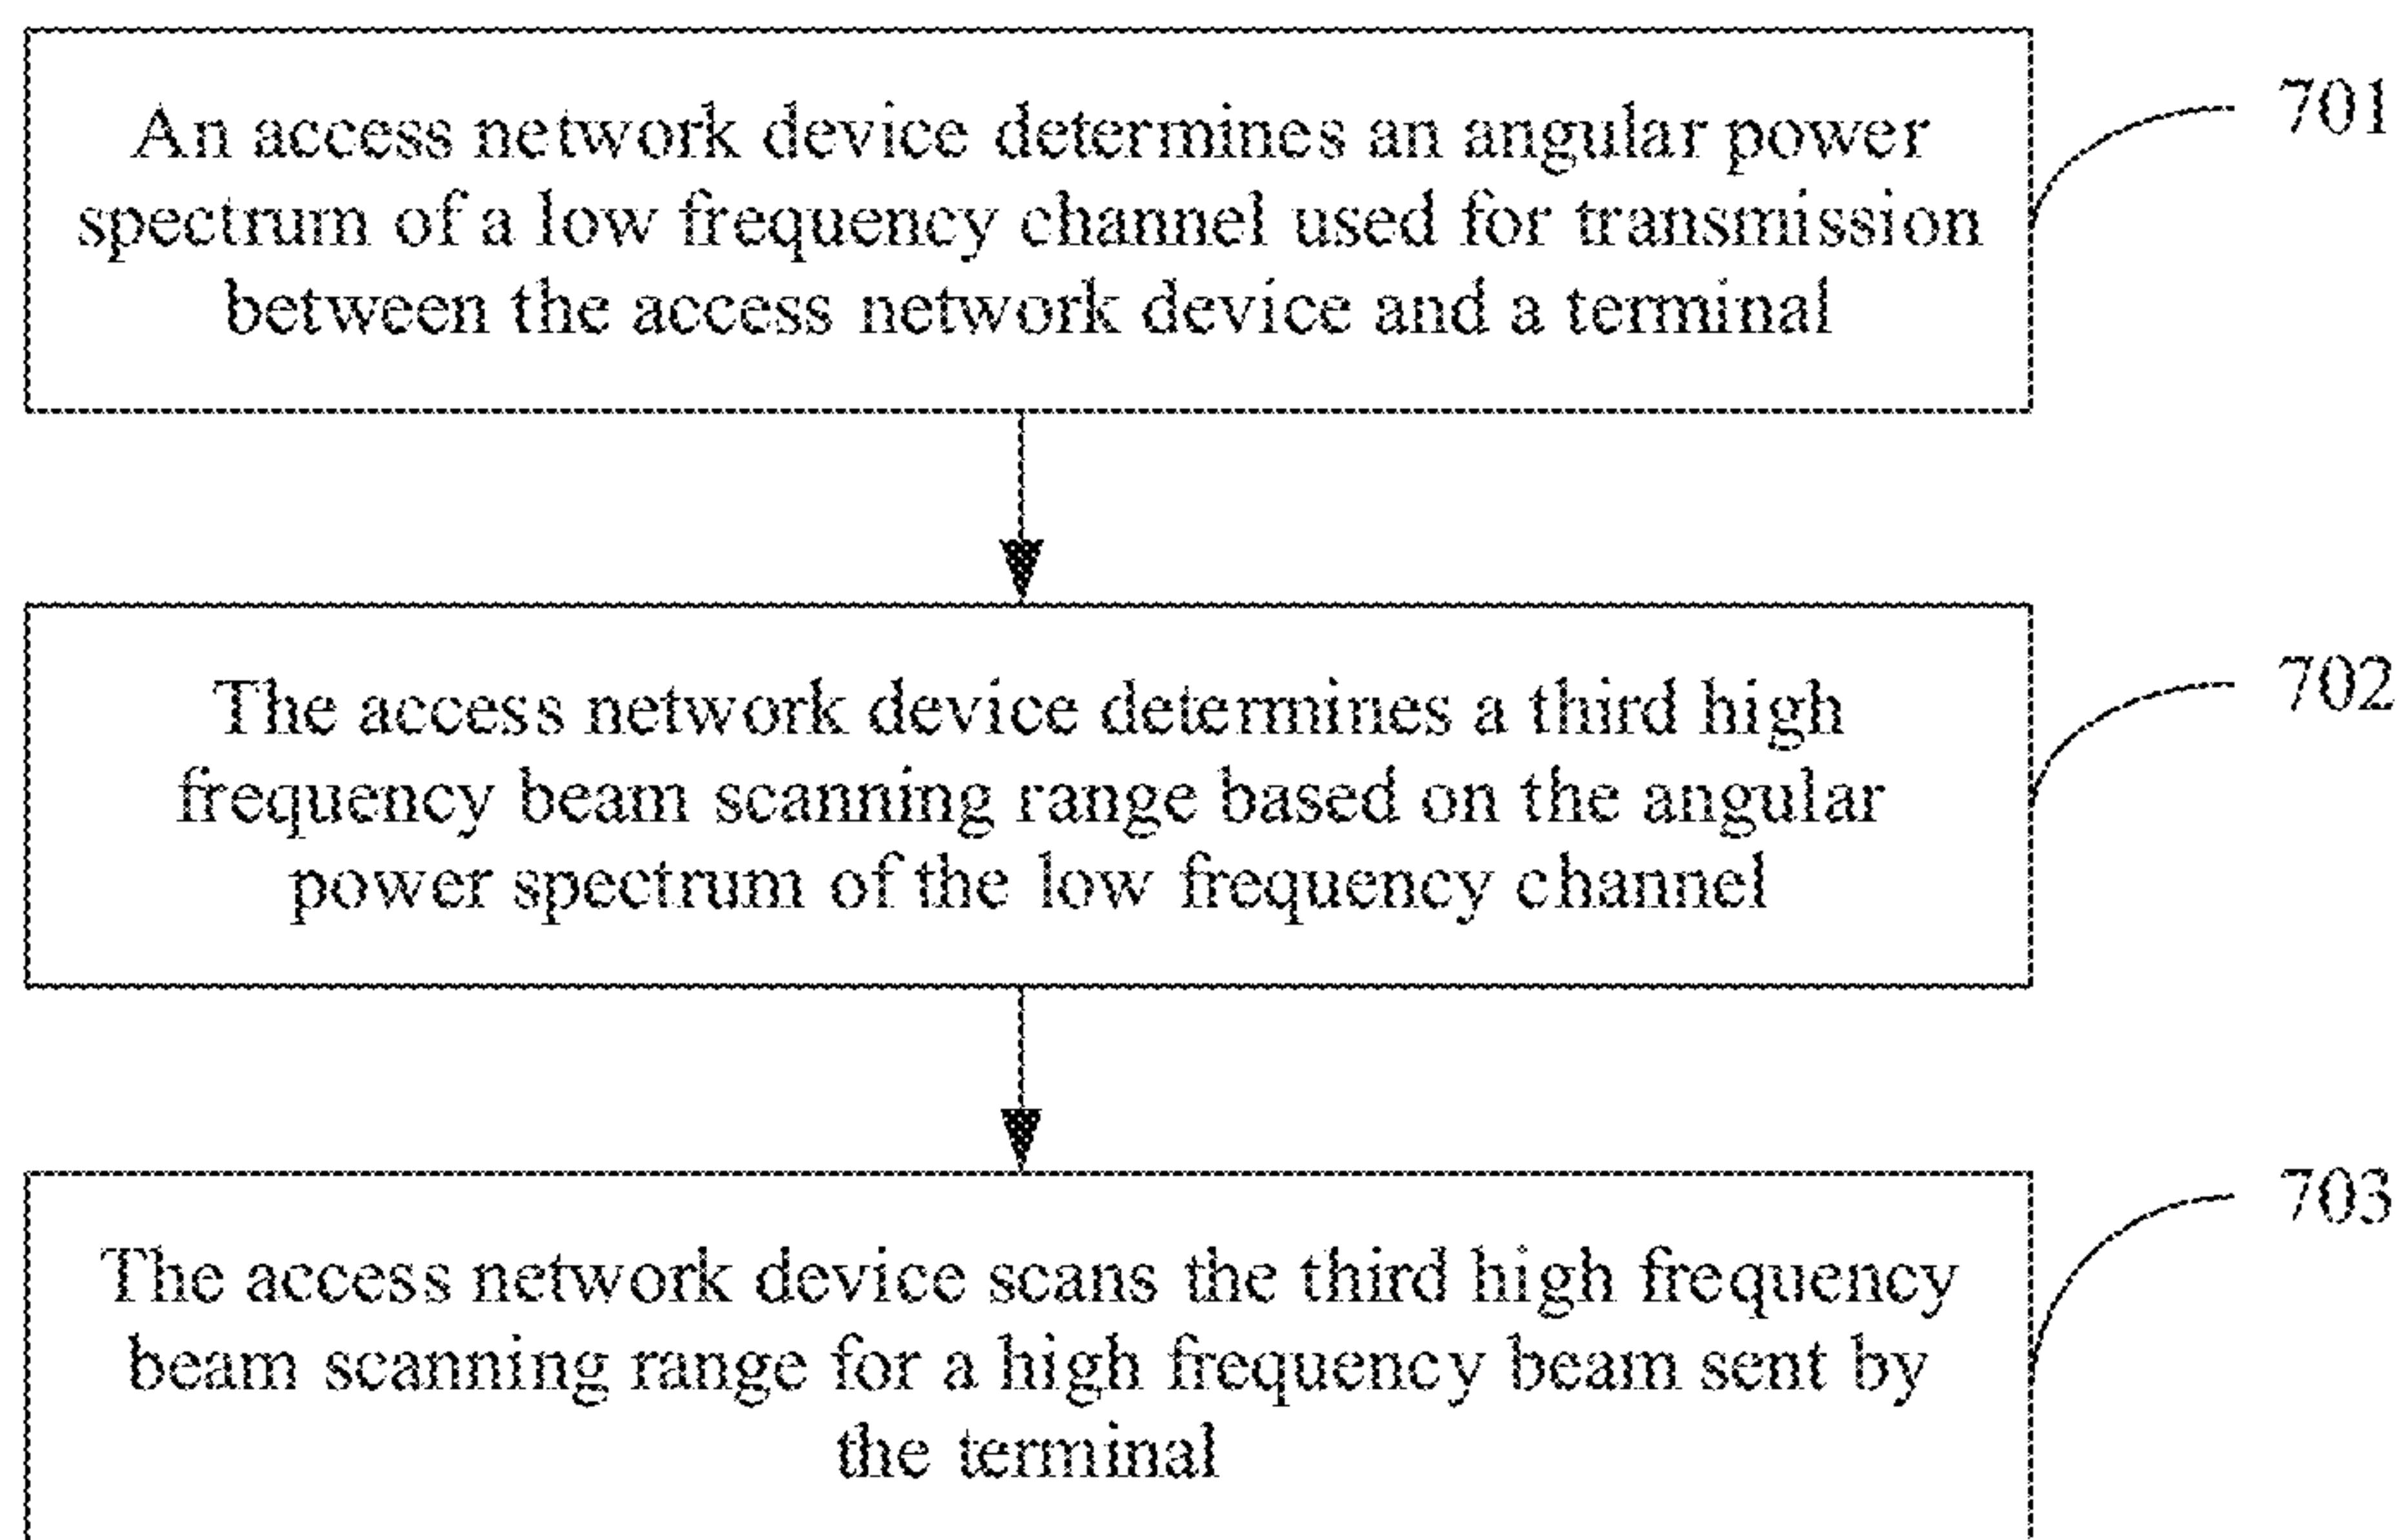 An access network device determines an angular power
spectrum of a low frequency channel used for transmission
between the access network device and a terminal
701
The access network device determines a third high
frequency beam scanning range based on the angular
power spectrum of the low frequency channel
702
The access network device scans the third high frequency
beam scanning range for a high frequency beam sent by
the terminal
703